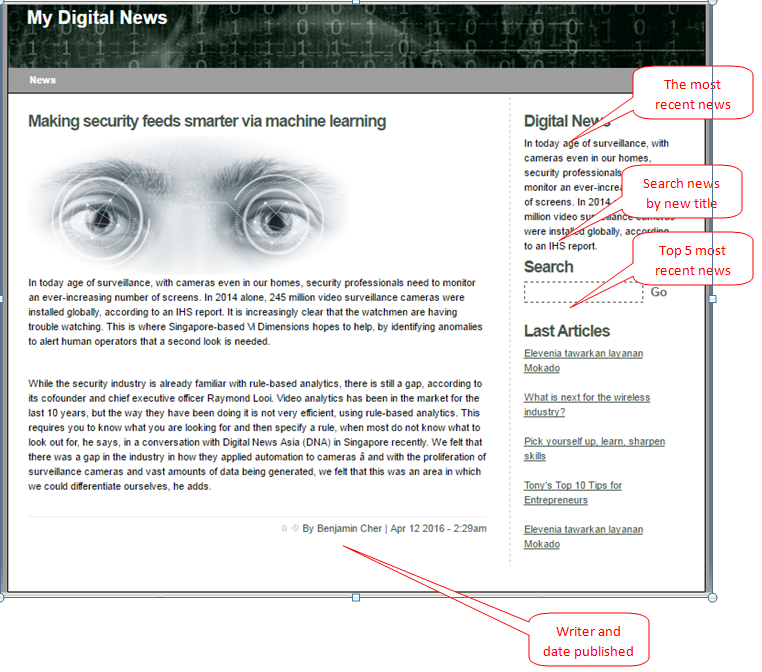 My Digital News
News
Making security feeds smarter via machine learning
In today age of surveillance, with cameras even in our homes, security professionals need to monitor
an ever-increasing number of screens. In 2014 alone, 245 million video surveillance cameras were
installed globally, according to an IHS report. It is increasingly clear that the watchmen are having
trouble watching. This is where Singapore-based Vi Dimensions hopes to help, by identifying anomalies
to alert human operators that a second look is needed.
While the security industry is already familiar with rule-based analytics, there is still a gap, according to
its cofounder and chief executive officer Raymond Looi. Video analytics has been in the market for the
last 10 years, but the way they have been doing it is not very efficient, using rule-based analytics. This
requires you to know what you are looking for and then specify a rule, when most do not know what to
look out for, he says, in a conversation with Digital News Asia (DNA) in Singapore recently. We felt that
there was a gap in the industry in how they applied automation to cameras â and with the proliferation of
surveillance cameras and vast amounts of data being generated, we felt that this was an area in which
we could differentiate ourselves, he adds.
By Benjamin Cher | Apr 12 2016 - 2:29am
Digital News
In today age of surveillance, with
cameras even in our homes,
security professionals
monitor an ever-increa
of screens. In 2014
million video surveillance cameras
were installed globally, according
to an IHS report.
Search
Go
Last Articles
Elevenia tawarkan layanan
Mokado
What is next for the wireless
industry?
Pick yourself up, learn, sharpen
skills
Tony's Top 10 Tips for
Entrepreneurs
Elevenia tawarkan layanan
Mokado
The most
recent news
Search news
by new title
Top 5 most
recent news
Writer and
date published